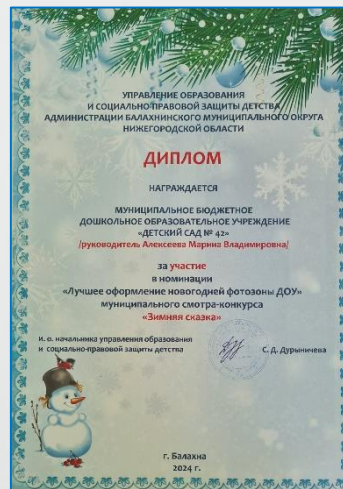 УПРАВЛЕНИЕ ОБРАЗОВАНИЯ
И СОЦИАЛЬНО-ПРАВОВОЙ ЗАЩИТЫ ДЕТСТВА
АДМИНИСТРАЦИИ БАЛАХНИНСКОГО МУНИЦИПАЛЬНОГО ОКРУГА
НИЖЕГОРОДСКОЙ ОБЛАСТИ
ДИПЛОМ
НАГРАЖДАЕТСЯ
МУНИЦИПАЛЬНОЕ БЮДЖЕТНОЕ
ДОШКОЛЬНОЕ ОБРАЗОВАТЕЛЬНОЕ УЧРЕЖДЕНИЕ
«ДЕТСКИЙ САД № 42»
/руководитель Алексеева Марина Владимировна/
за участие
в номинации
«Лучшее оформление новогодней фотозоны ДОУ»
муниципального смотра-конкурса
«Зимняя сказка»
и. о. начальника управления образования
и социально-правовой защиты детства
С. Д. Дурыничева
г. Балахна
2024 г.